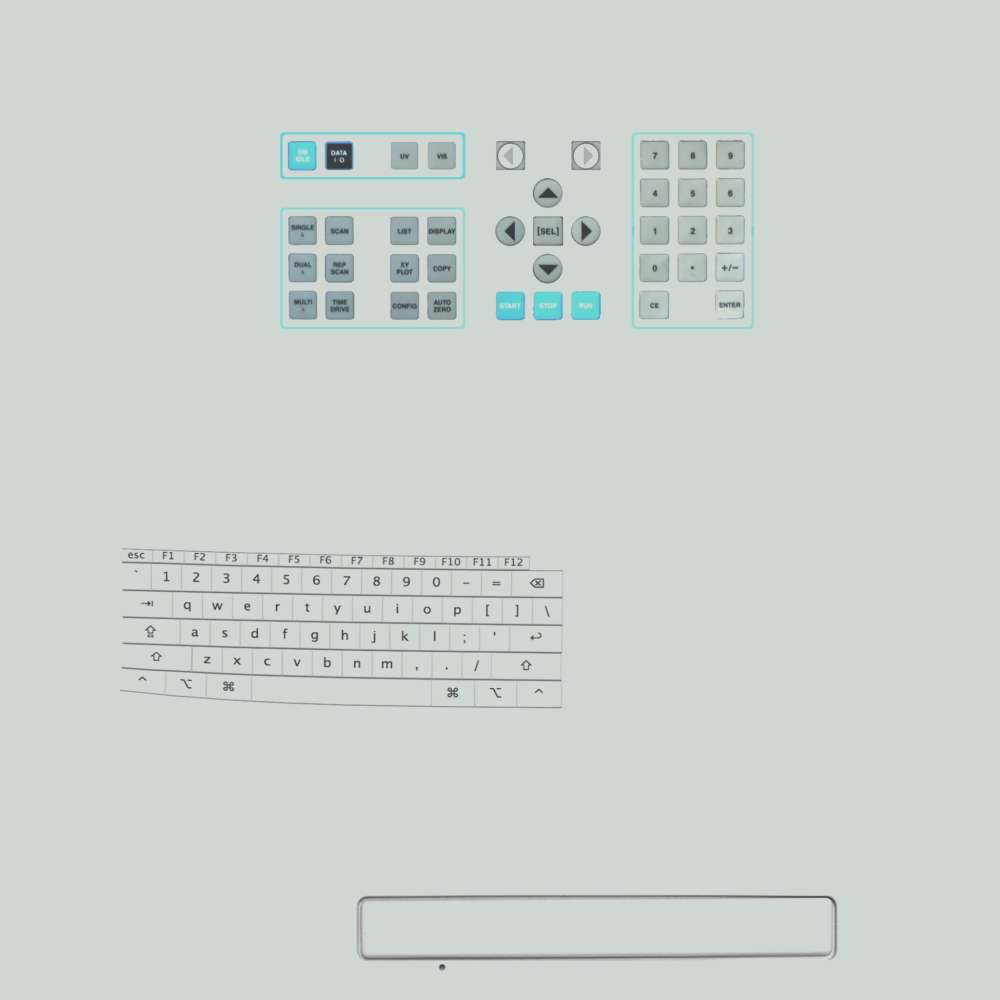 ON IDLE DATA I/O UV VIS 7 8 9
4 5 6
SINGLE λ SCAN LIST DISPLAY [SEL] 1 2 3
DUAL λ REP SCAN XY PLOT COPY 0 • +/−
MULTI λ TIME DRIVE CONFIG AUTO ZERO START STOP RUN CE ENTER
esc F1 F2 F3 F4 F5 F6 F7 F8 F9 F10 F11 F12
` 1 2 3 4 5 6 7 8 9 0 – = ⌫
⇥ q w e r t y u i o p [ ] \
⇪ a s d f g h j k l ; ' ↩
⇧ z x c v b n m , . / ⇧
^ ⌥ ⌘ ⌘ ⌥ ^